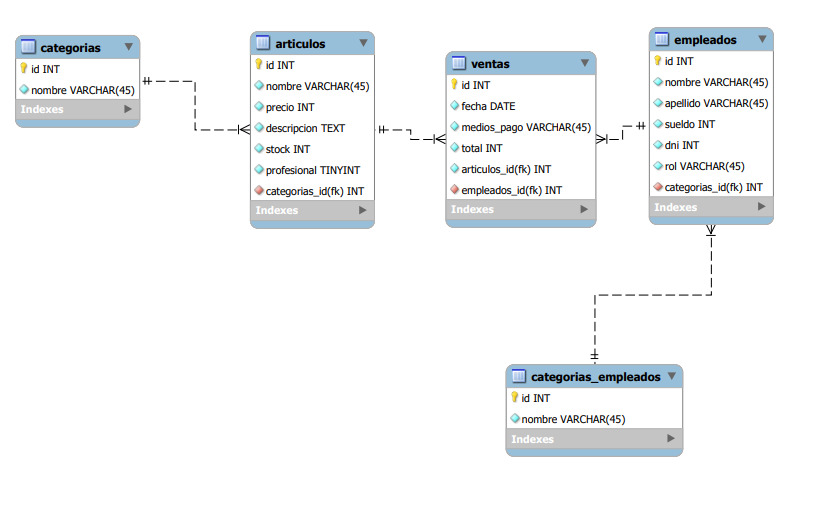 categorias
id INT
nombre VARCHAR(45)
Indexes
articulos
id INT
nombre VARCHAR(45)
precio INT
descripcion TEXT
stock INT
profesional TINYINT
categorias_id(fk) INT
Indexes
ventas
id INT
fecha DATE
medios_pago VARCHAR(45)
total INT
articulos_id(fk) INT
empleados_id(fk) INT
Indexes
empleados
id INT
nombre VARCHAR(45)
apellido VARCHAR(45)
sueldo INT
dni INT
rol VARCHAR(45)
categorias_id(fk) INT
Indexes
categorias_empleados
id INT
nombre VARCHAR(45)
Indexes